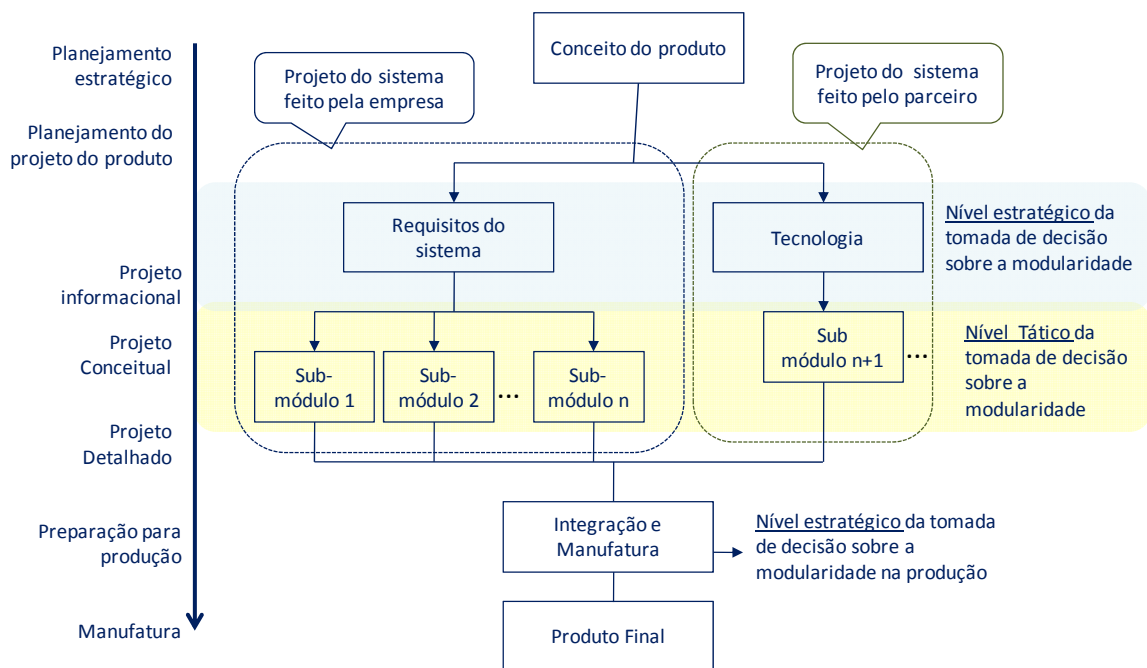 Planejamento
estratégico
Planejamento do
projeto do produto
Projeto
informacional
Projeto
Conceitual
Projeto
Detalhado
Preparação para
produção
Manufatura
Conceito do produto
Projeto do sistema
feito pela empresa
Projeto do sistema
feito pelo parceiro
Requisitos do
sistema
Tecnologia
Nível estratégico da
tomada de decisão
sobre a modularidade
Sub-
módulo 1
Sub-
módulo 2
...
Sub-
módulo n
Sub
módulo n+1
...
Nível Tático da
tomada de decisão
sobre a
modularidade
Integração e
Manufatura
Nível estratégico da tomada
de decisão sobre a
modularidade na produção
Produto Final